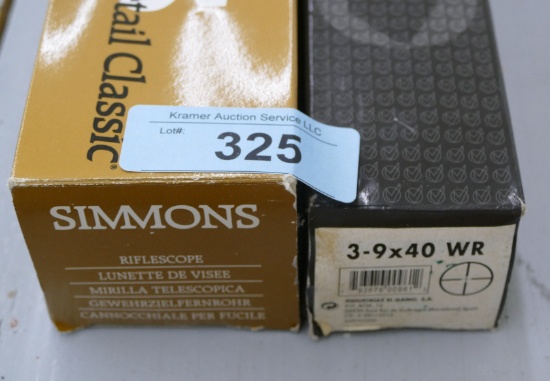 tail Classic
Kramer Auction Service LLC
Lot#:
325
SIMMONS
RIFLESCOPE
LUNETTE DE VISEE
MIRILLA TELESCOPICA
GEWEHRZIELFERNROHR
CANNOCCHIALE PER FUCILE
3-9x40 WR